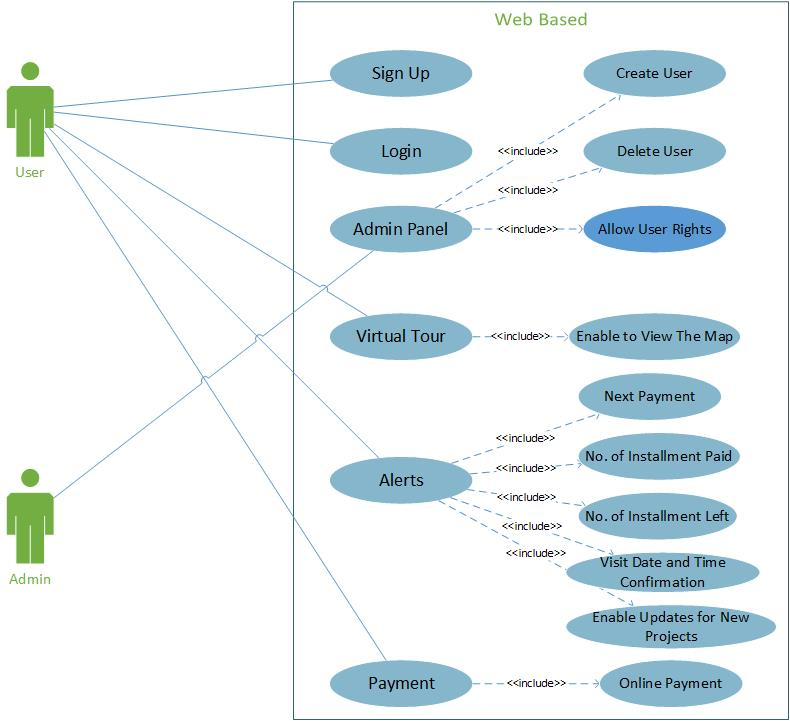 Web Based
Sign Up
Create User
User
Login
<<include>>
Delete User
<<include>>
Admin Panel
<<include>>
Allow User Rights
Virtual Tour
<<include>>
Enable to View The Map
Next Payment
<<include>>
No. of Installment Paid
<<include>>
Alerts
<<include>>
No. of Installment Left
<<include>>
<<include>>
Visit Date and Time
Confirmation
Admin
Enable Updates for New
Projects
Payment
<<include>>
Online Payment